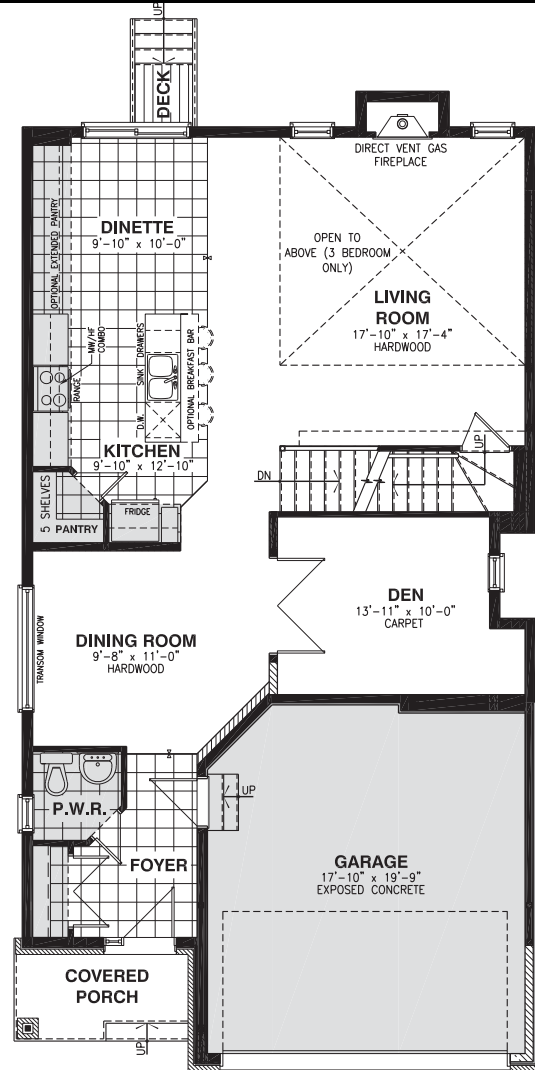 UP
DECK
DIRECT VENT GAS
FIREPLACE
DINETTE
9'-10" x 10'-0"
OPTIONAL EXTENDED PANTRY
OPEN TO
ABOVE (3 BEDROOM
ONLY)
LIVING
ROOM
17'-10" x 17'-4"
HARDWOOD
MW/HF
COMBO
RANGE
DRAWERS
SINK
D.W.
OPTIONAL BREAKFAST BAR
KITCHEN
9'-10" x 12'-10"
UP
DN
5 SHELVES
PANTRY
FRIDGE
DEN
13'-11" x 10'-0"
CARPET
TRANSOM WINDOW
DINING ROOM
9'-8" x 11'-0"
HARDWOOD
UP
P.W.R.
FOYER
GARAGE
17'-10" x 19'-9"
EXPOSED CONCRETE
COVERED
PORCH
UP